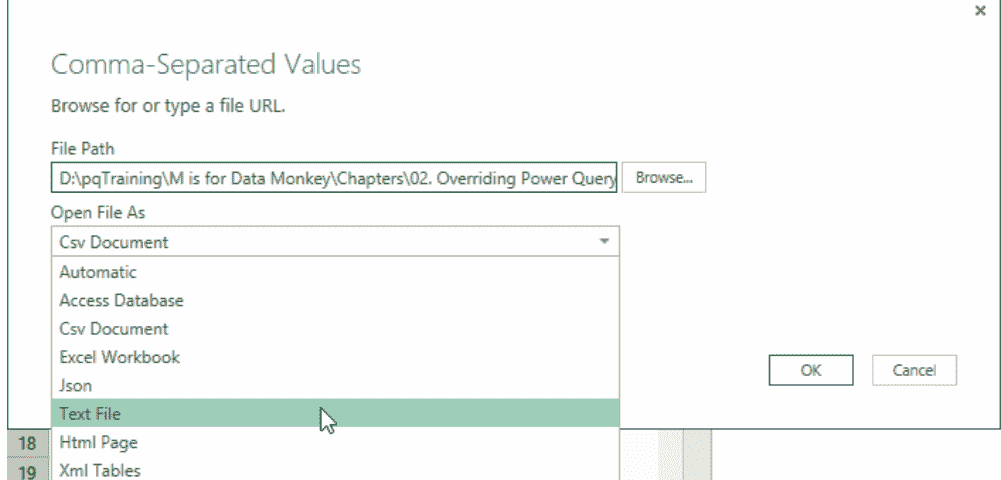 Comma-Separated Values
Browse for or type a file URL.
File Path
D:\pqTraining\M is for Data Monkey\Chapters\02. Overriding Power Query
Browse...
Open File As
Csv Document
Automatic
Access Database
Csv Document
Excel Workbook
Json
OK
Cancel
Text File
18
Html Page
19
Xml Tables